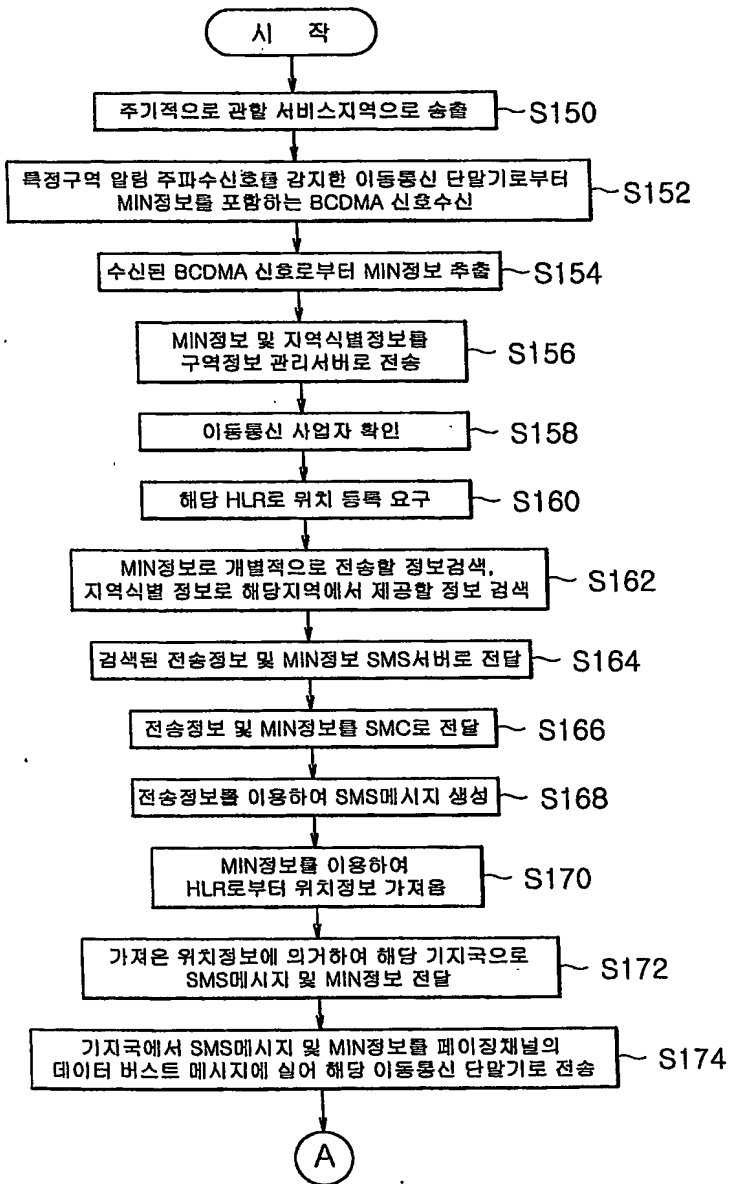 시 작
주기적으로 관할 서비스지역으로 송출
S150
특정구역 알림 주파수신호를 감지한 이동통신 단말기로부터
MIN정보를 포함하는 BCDMA 신호수신
S152
수신된 BCDMA 신호로부터 MIN정보 추출
S154
MIN정보 및 지역식별정보를
구역정보 관리서버로 전송
S156
이동통신 사업자 확인
S158
해당 HLR로 위치 등록 요구
S160
MIN정보로 개별적으로 전송할 정보검색,
지역식별 정보로 해당지역에서 제공할 정보 검색
S162
검색된 전송정보 및 MIN정보 SMS서버로 전달
S164
전송정보 및 MIN정보를 SMC로 전달
S166
전송정보를 이용하여 SMS메시지 생성
S168
MIN정보를 이용하여
HLR로부터 위치정보 가져옴
S170
가져온 위치정보에 의거하여 해당 기지국으로
SMS메시지 및 MIN정보 전달
S172
기지국에서 SMS메시지 및 MIN정보를 페이징채널의
데이터 버스트 메시지에 실어 해당 이동통신 단말기로 전송
S174
A